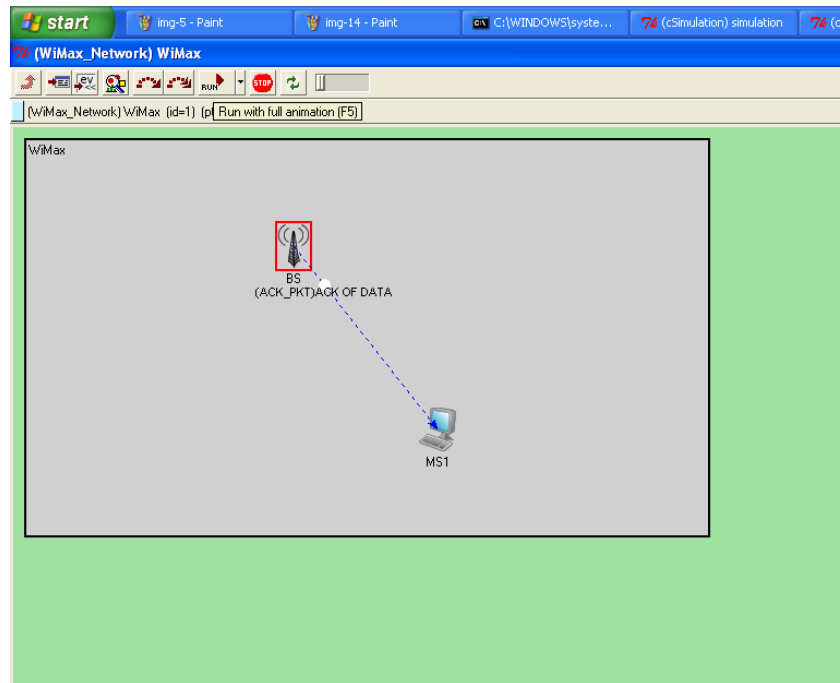 start
img-5 - Paint
img-14 - Paint
C:\WINDOWS\syste...
(cSimulation) simulation
(c
(WiMax_Network) WiMax
RUN
STOP
(WiMax_Network) WiMax (id=1) (p
Run with full animation (F5)
WiMax
BS
(ACK_PKT)ACK OF DATA
MS1